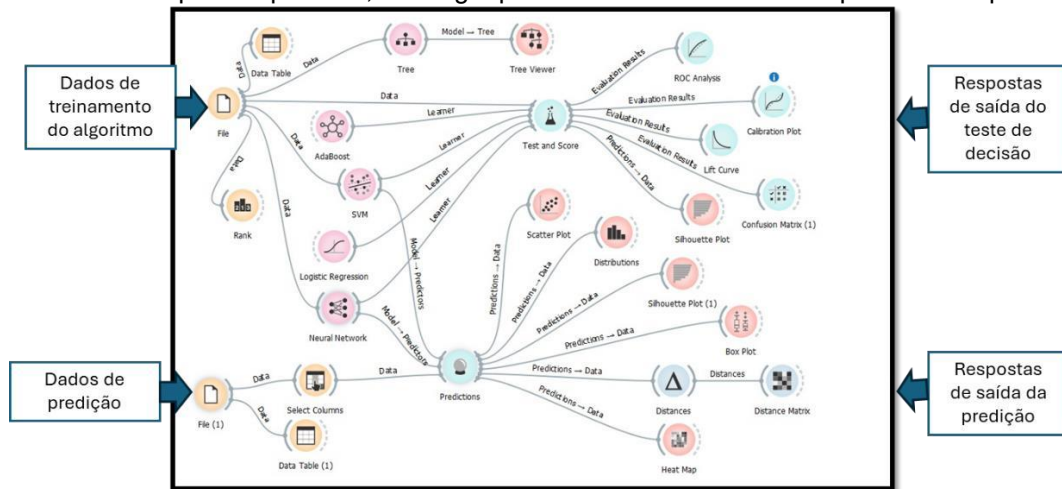 Data Table
Data
Data
Tree
Model → Tree
Tree Viewer
Evaluation Results
ROC Analysis
Dados de
treinamento
do algoritmo
File
Data
Learner
AdaBoost
Test and Score
Evaluation Results
Calibration Plot
Evaluation Results
Lift Curve
Evaluation Results
Confusion Matrix (1)
Predictions → Data
Silhouette Plot
Respostas
de saída do
teste de
decisão
Data
Rank
Data
SVM
Learner
Learner
Learner
Data
Logistic Regression
Neural Network
Model → Predictors
Model → Predictors
Predictions → Data
Scatter Plot
Predictions → Data
Distributions
Predictions → Data
Silhouette Plot (1)
Predictions → Data
Box Plot
Dados de
predição
File (1)
Data
Select Columns
Data
Data
Data Table (1)
Predictions
Predictions → Data
Distances
Distances
Distance Matrix
Predictions → Data
Heat Map
Respostas
de saída da
predição